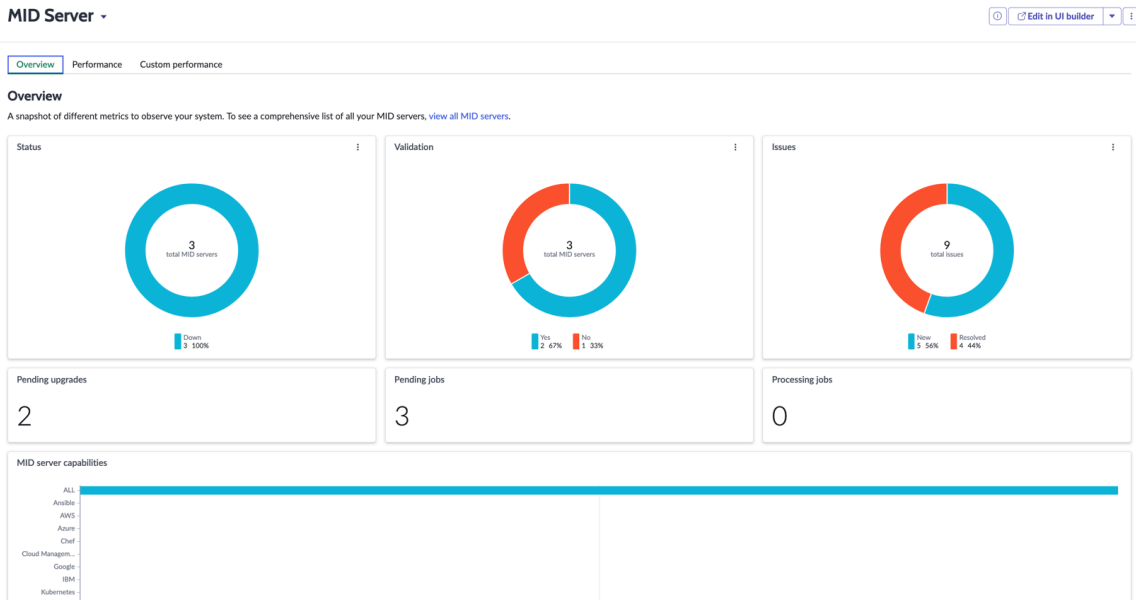 MID Server
Edit in UI builder
Overview Performance Custom performance
Overview
A snapshot of different metrics to observe your system. To see a comprehensive list of all your MID servers, view all MID servers.
Status
3
total MID servers
Down
3 100%
Validation
3
total MID servers
Yes
2 67%
No
1 33%
Issues
9
total issues
New
5 56%
Resolved
4 44%
Pending upgrades
2
Pending jobs
3
Processing jobs
0
MID server capabilities
ALL
Ansible
AWS
Azure
Chef
Cloud Managem...
Google
IBM
Kubernetes